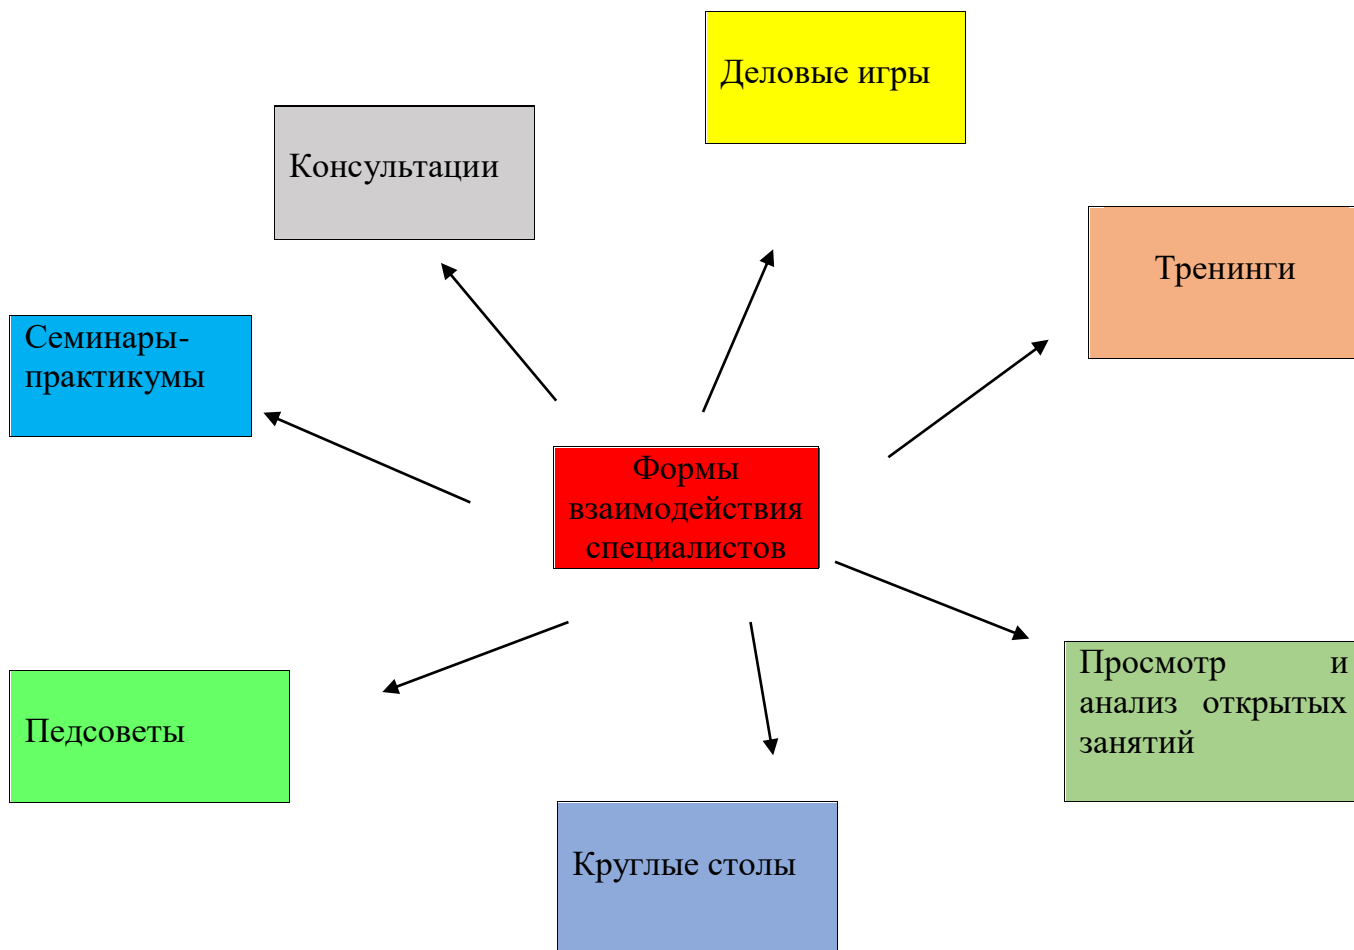 Деловые игры
Консультации
Тренинги
Семинары-
практикумы
Формы
взаимодействия
специалистов
Просмотр и
анализ открытых
занятий
Педсоветы
Круглые столы